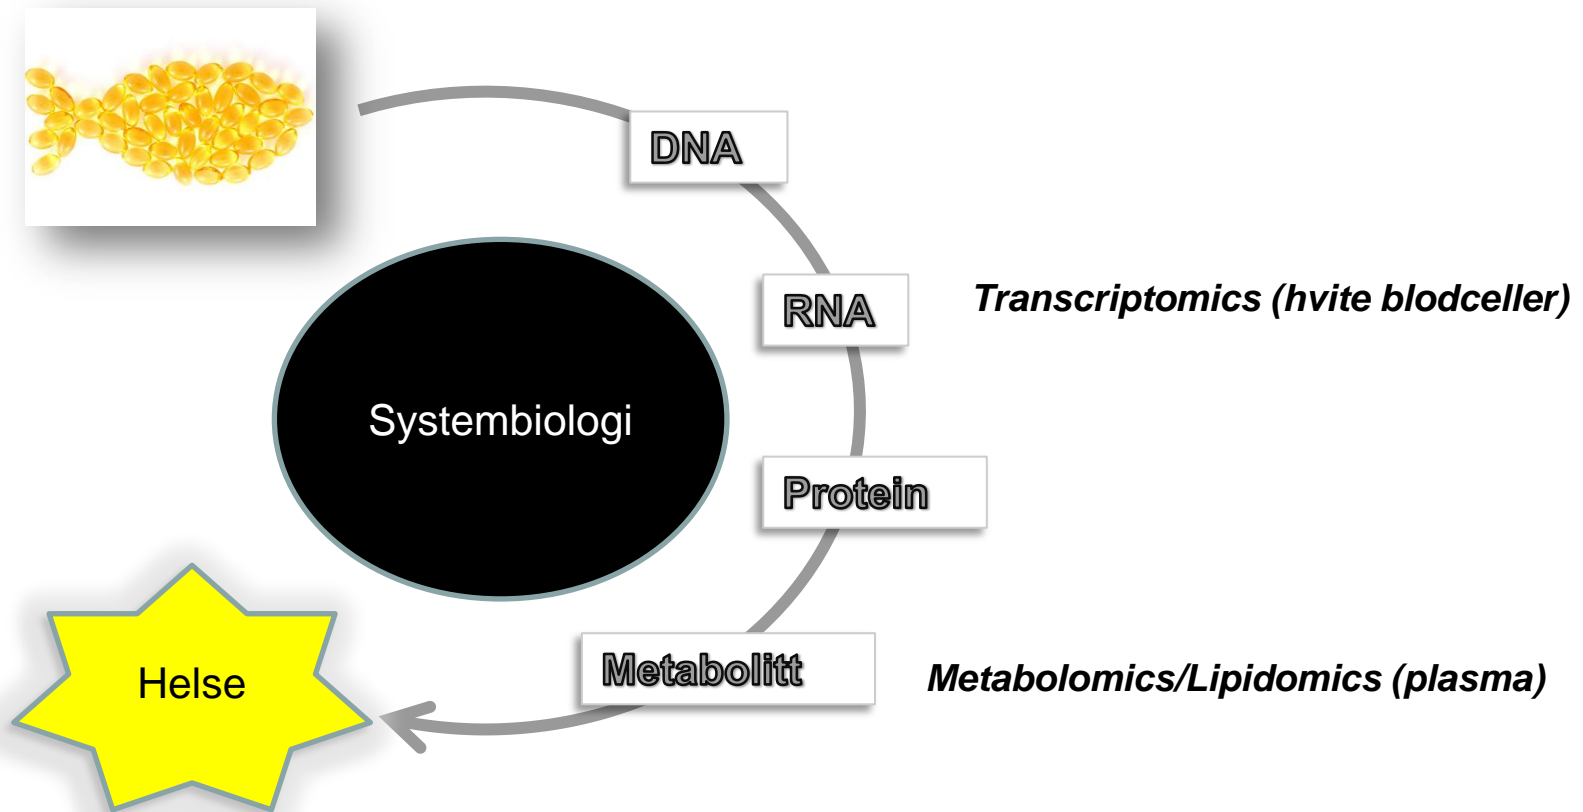 DNA
RNA
Transcriptomics (hvite blodceller)
Systembiologi
Protein
Metabolitt
Metabolomics/Lipidomics (plasma)
Helse